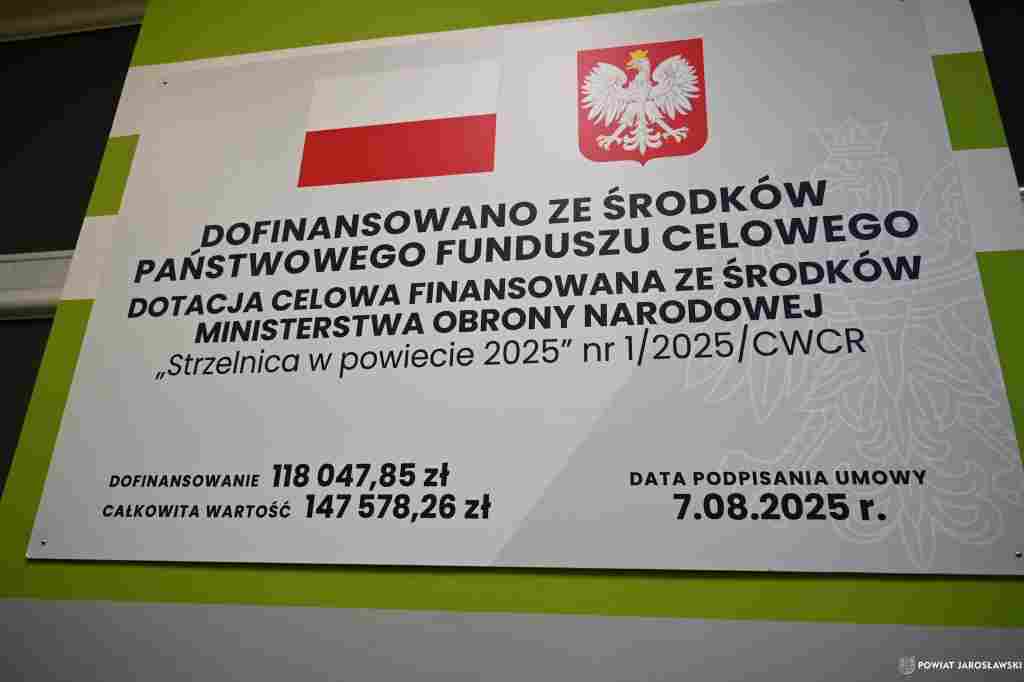 DOFINANSOWANO ZE ŚRODKÓW
PAŃSTWOWEGO FUNDUSZU CELOWEGO
DOTACJA CELOWA FINANSOWANA ZE ŚRODKÓW
MINISTERSTWA OBRONY NARODOWEJ
„Strzelnica w powiecie 2025” nr 1/2025/CWCR
DOFINANSOWANIE 118 047,85 zł
CAŁKOWITA WARTOŚĆ 147 578,26 zł
DATA PODPISANIA UMOWY
7.08.2025 r.
POWIAT JAROSŁAWSKI